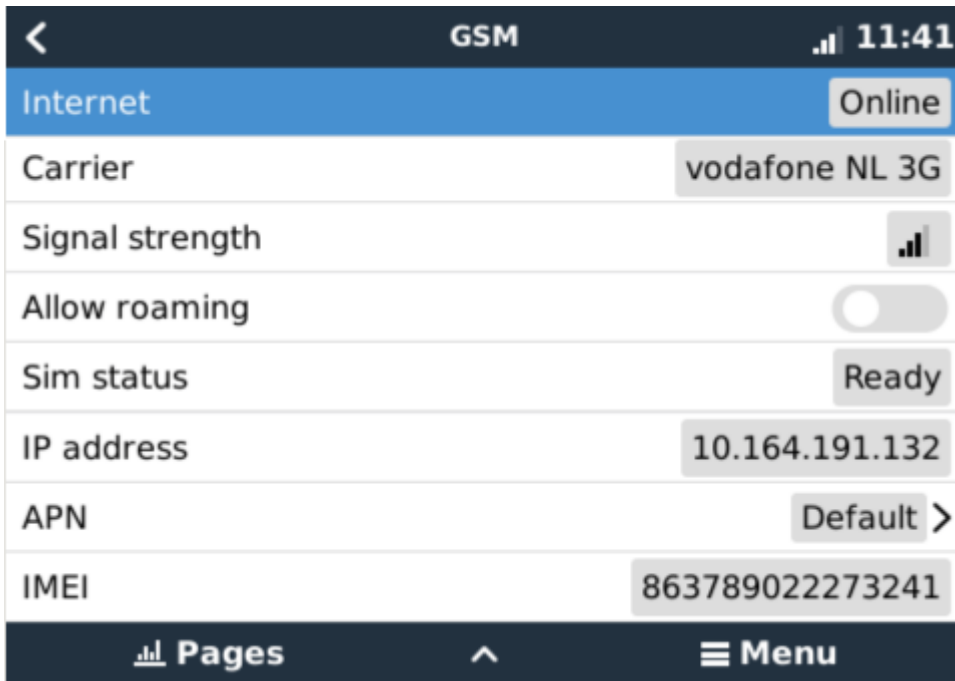 GSM 11:41
Internet Online
Carrier vodafone NL 3G
Signal strength
Allow roaming
Sim status Ready
IP address 10.164.191.132
APN Default
IMEI 863789022273241
Pages Menu